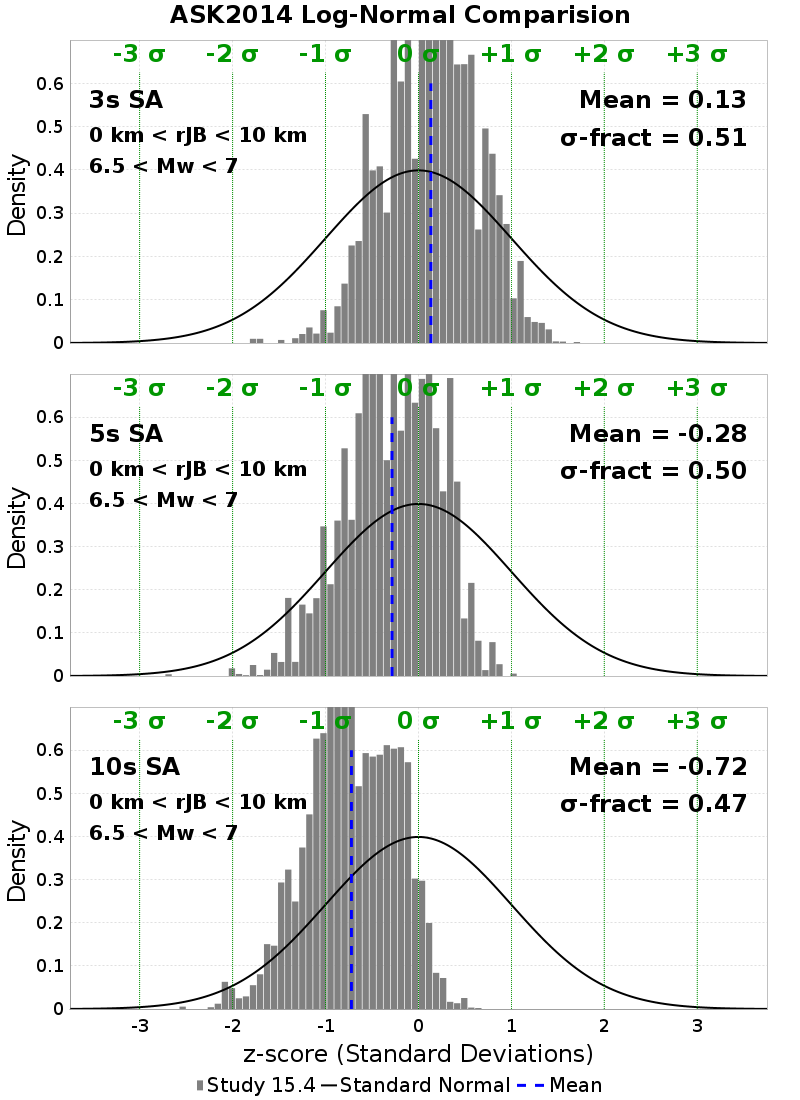 ASK2014 Log-Normal Comparision
-3 σ -2 σ -1 σ 0 σ +1 σ +2 σ +3 σ
3s SA
0 km < rJB < 10 km
6.5 < Mw < 7
Mean = 0.13
σ-fract = 0.51
Density
0.6
0.5
0.4
0.3
0.2
0.1
0
-3 σ -2 σ -1 σ 0 σ +1 σ +2 σ +3 σ
5s SA
0 km < rJB < 10 km
6.5 < Mw < 7
Mean = -0.28
σ-fract = 0.50
Density
0.6
0.5
0.4
0.3
0.2
0.1
0
-3 σ -2 σ -1 σ 0 σ +1 σ +2 σ +3 σ
10s SA
0 km < rJB < 10 km
6.5 < Mw < 7
Mean = -0.72
σ-fract = 0.47
Density
0.6
0.5
0.4
0.3
0.2
0.1
0
-3 -2 -1 0 1 2 3
z-score (Standard Deviations)
Study 15.4 Standard Normal Mean